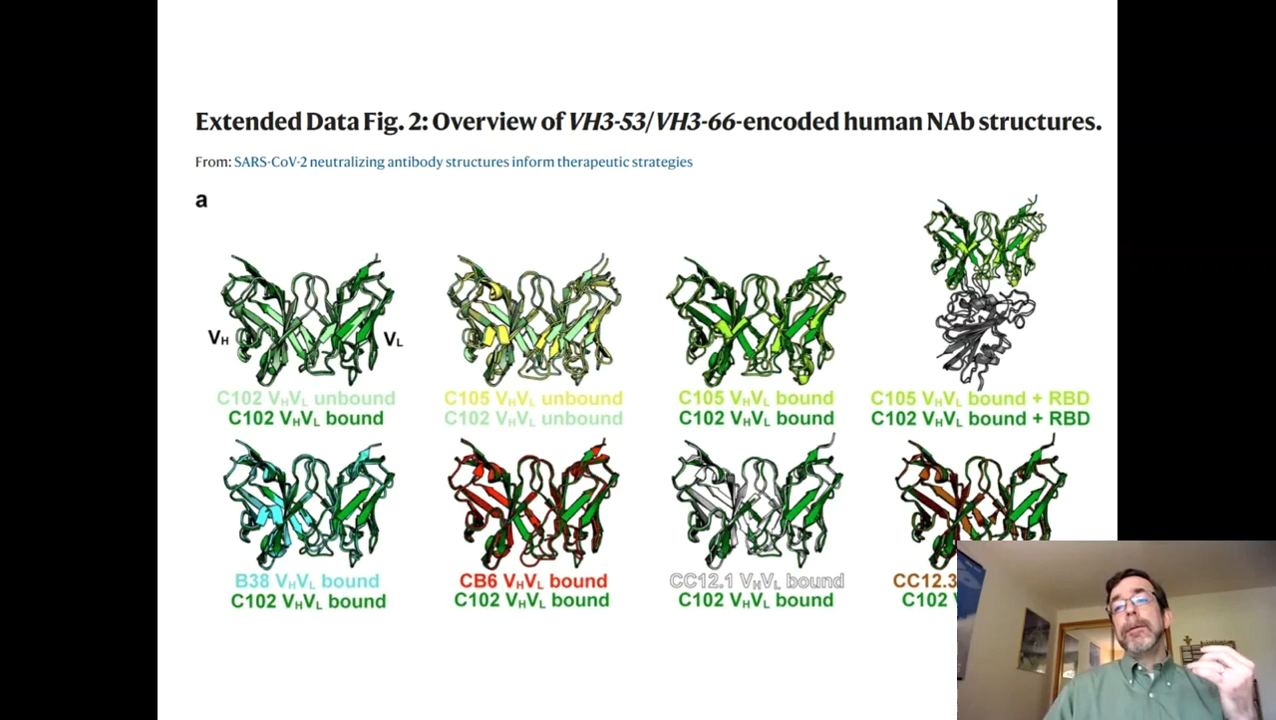 Extended Data Fig. 2: Overview of VH3-53/VH3-66-encoded human NAb structures.
From: SARS-CoV-2 neutralizing antibody structures inform therapeutic strategies
a
VH
VL
C102 VHVL unbound
C102 VHVL bound
C105 VHVL unbound
C102 VHVL unbound
C105 VHVL bound
C102 VHVL bound
C105 VHVL bound + RBD
C102 VHVL bound + RBD
B38 VHVL bound
C102 VHVL bound
CB6 VHVL bound
C102 VHVL bound
CC12.1 VHVL bound
C102 VHVL bound
CC12.3
C102